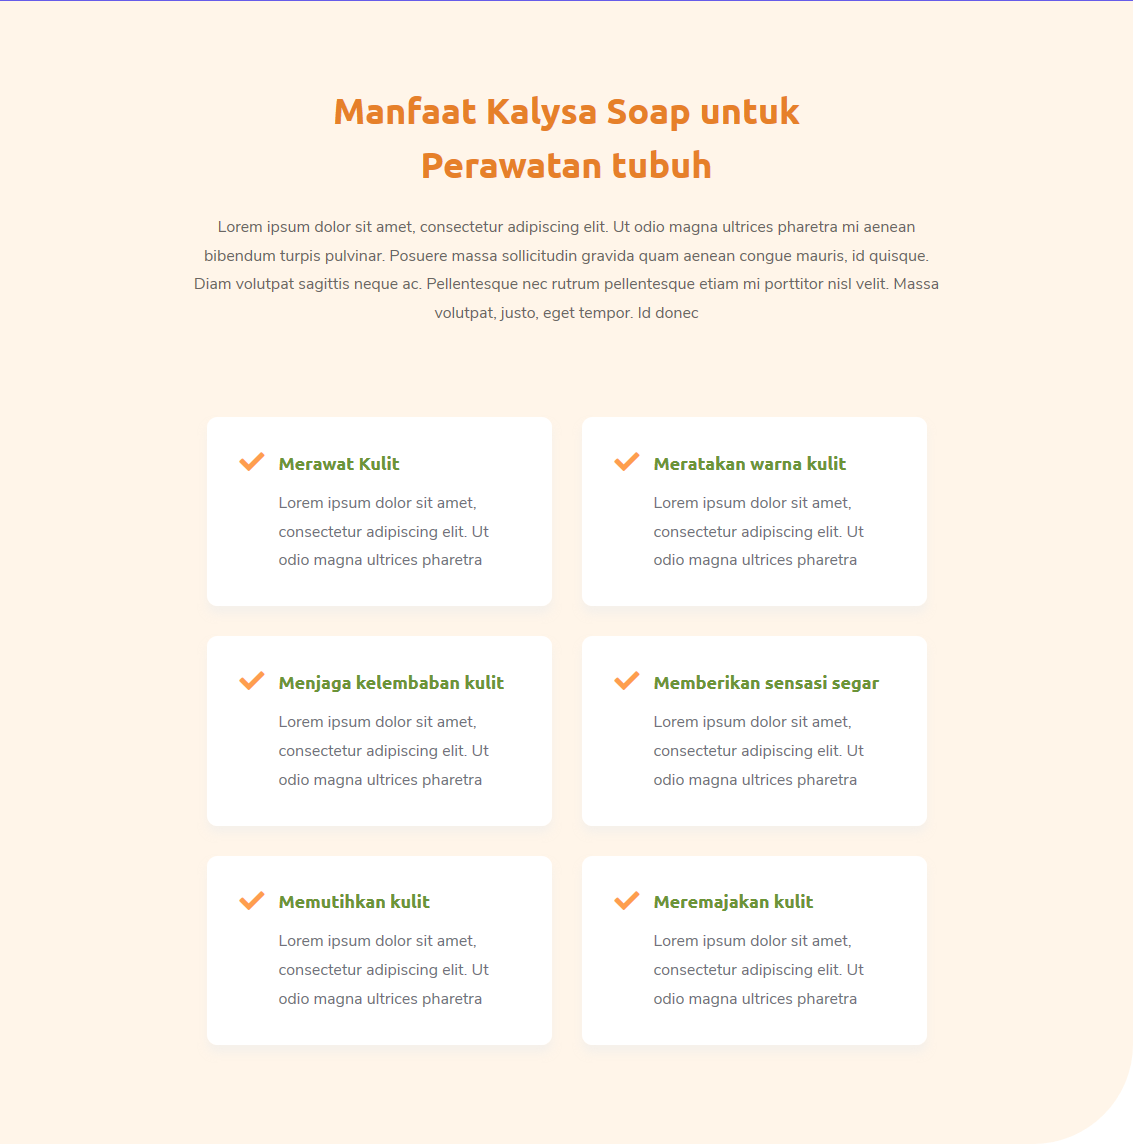 Manfaat Kalysa Soap untuk
Perawatan tubuh
Lorem ipsum dolor sit amet, consectetur adipiscing elit. Ut odio magna ultrices pharetra mi aenean
bibendum turpis pulvinar. Posuere massa sollicitudin gravida quam aenean congue mauris, id quisque.
Diam volutpat sagittis neque ac. Pellentesque nec rutrum pellentesque etiam mi porttitor nisl velit. Massa
volutpat, justo, eget tempor. Id donec
Merawat Kulit
Lorem ipsum dolor sit amet,
consectetur adipiscing elit. Ut
odio magna ultrices pharetra
Meratakan warna kulit
Lorem ipsum dolor sit amet,
consectetur adipiscing elit. Ut
odio magna ultrices pharetra
Menjaga kelembaban kulit
Lorem ipsum dolor sit amet,
consectetur adipiscing elit. Ut
odio magna ultrices pharetra
Memberikan sensasi segar
Lorem ipsum dolor sit amet,
consectetur adipiscing elit. Ut
odio magna ultrices pharetra
Memutihkan kulit
Lorem ipsum dolor sit amet,
consectetur adipiscing elit. Ut
odio magna ultrices pharetra
Meremajakan kulit
Lorem ipsum dolor sit amet,
consectetur adipiscing elit. Ut
odio magna ultrices pharetra